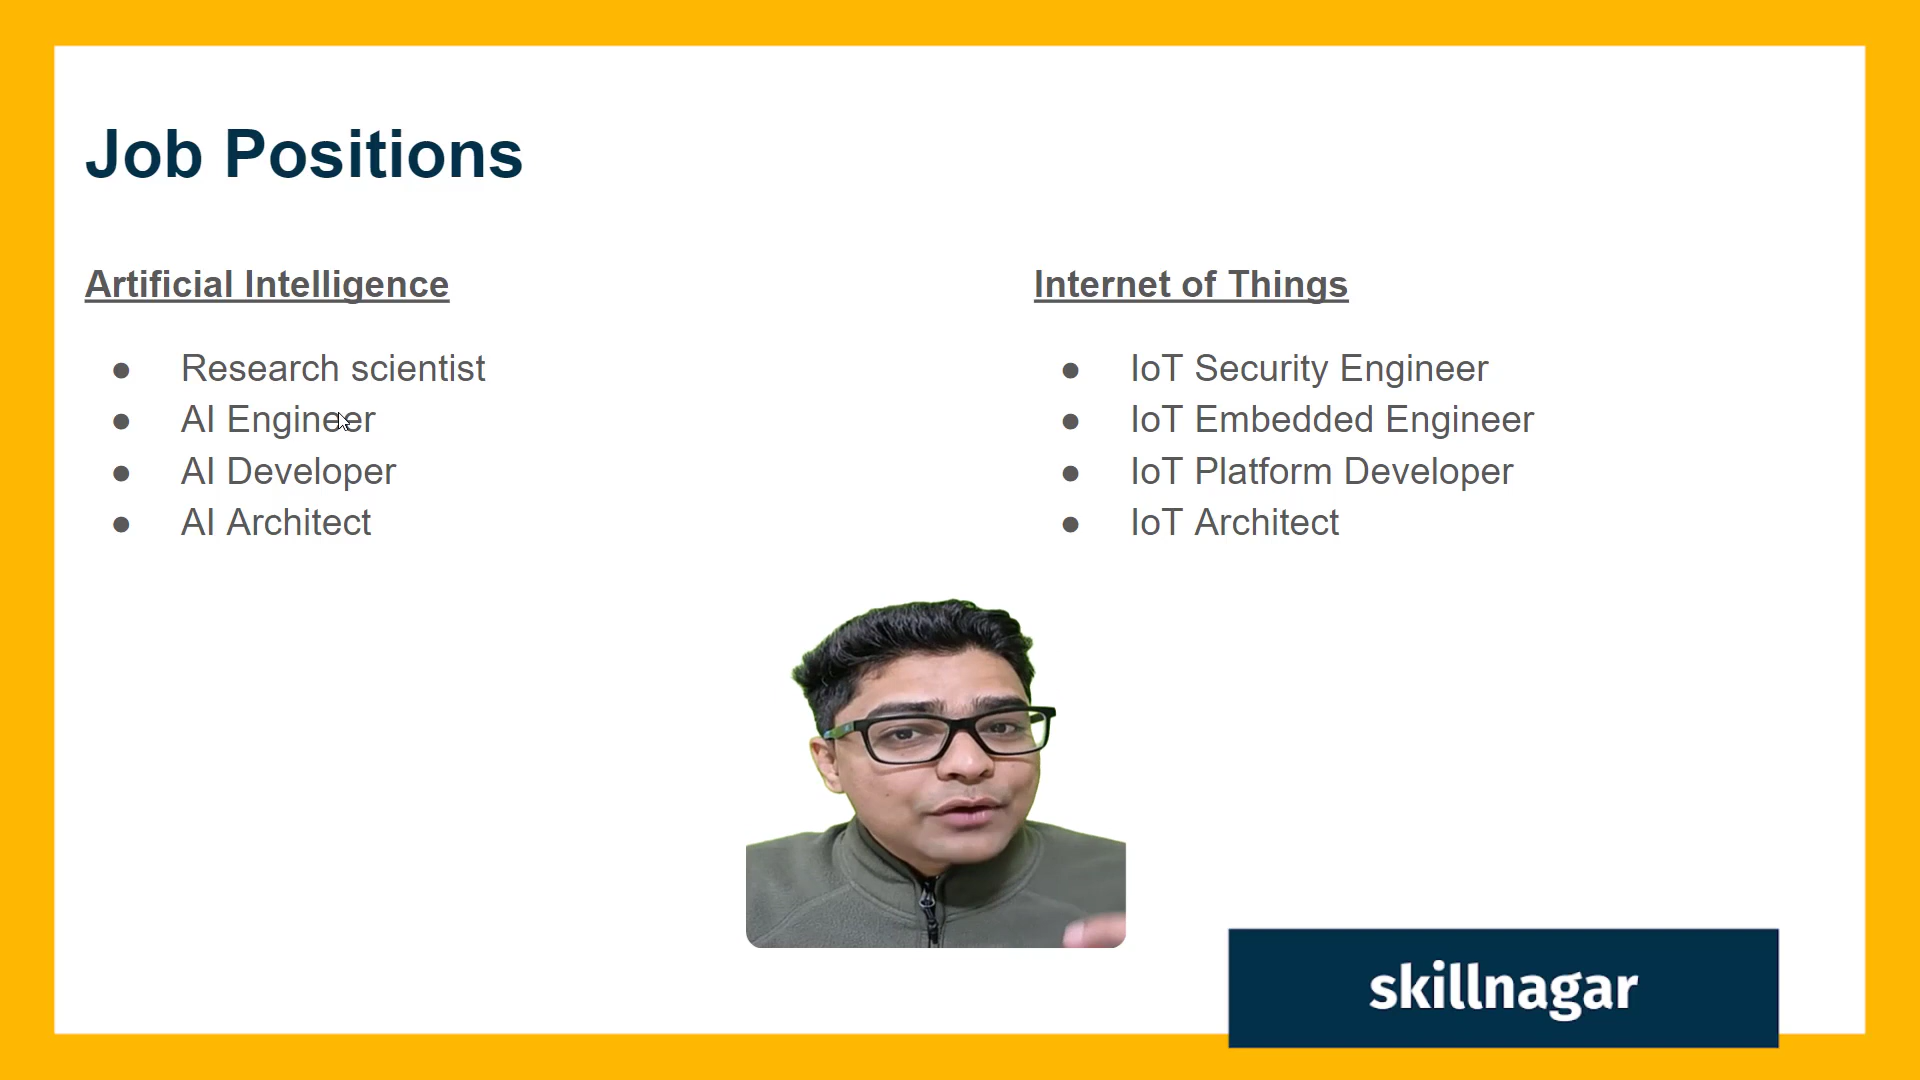 Job Positions
Artificial Intelligence
● Research scientist
● AI Engineer
● AI Developer
● AI Architect
Internet of Things
● IoT Security Engineer
● IoT Embedded Engineer
● IoT Platform Developer
● IoT Architect
skillnagar